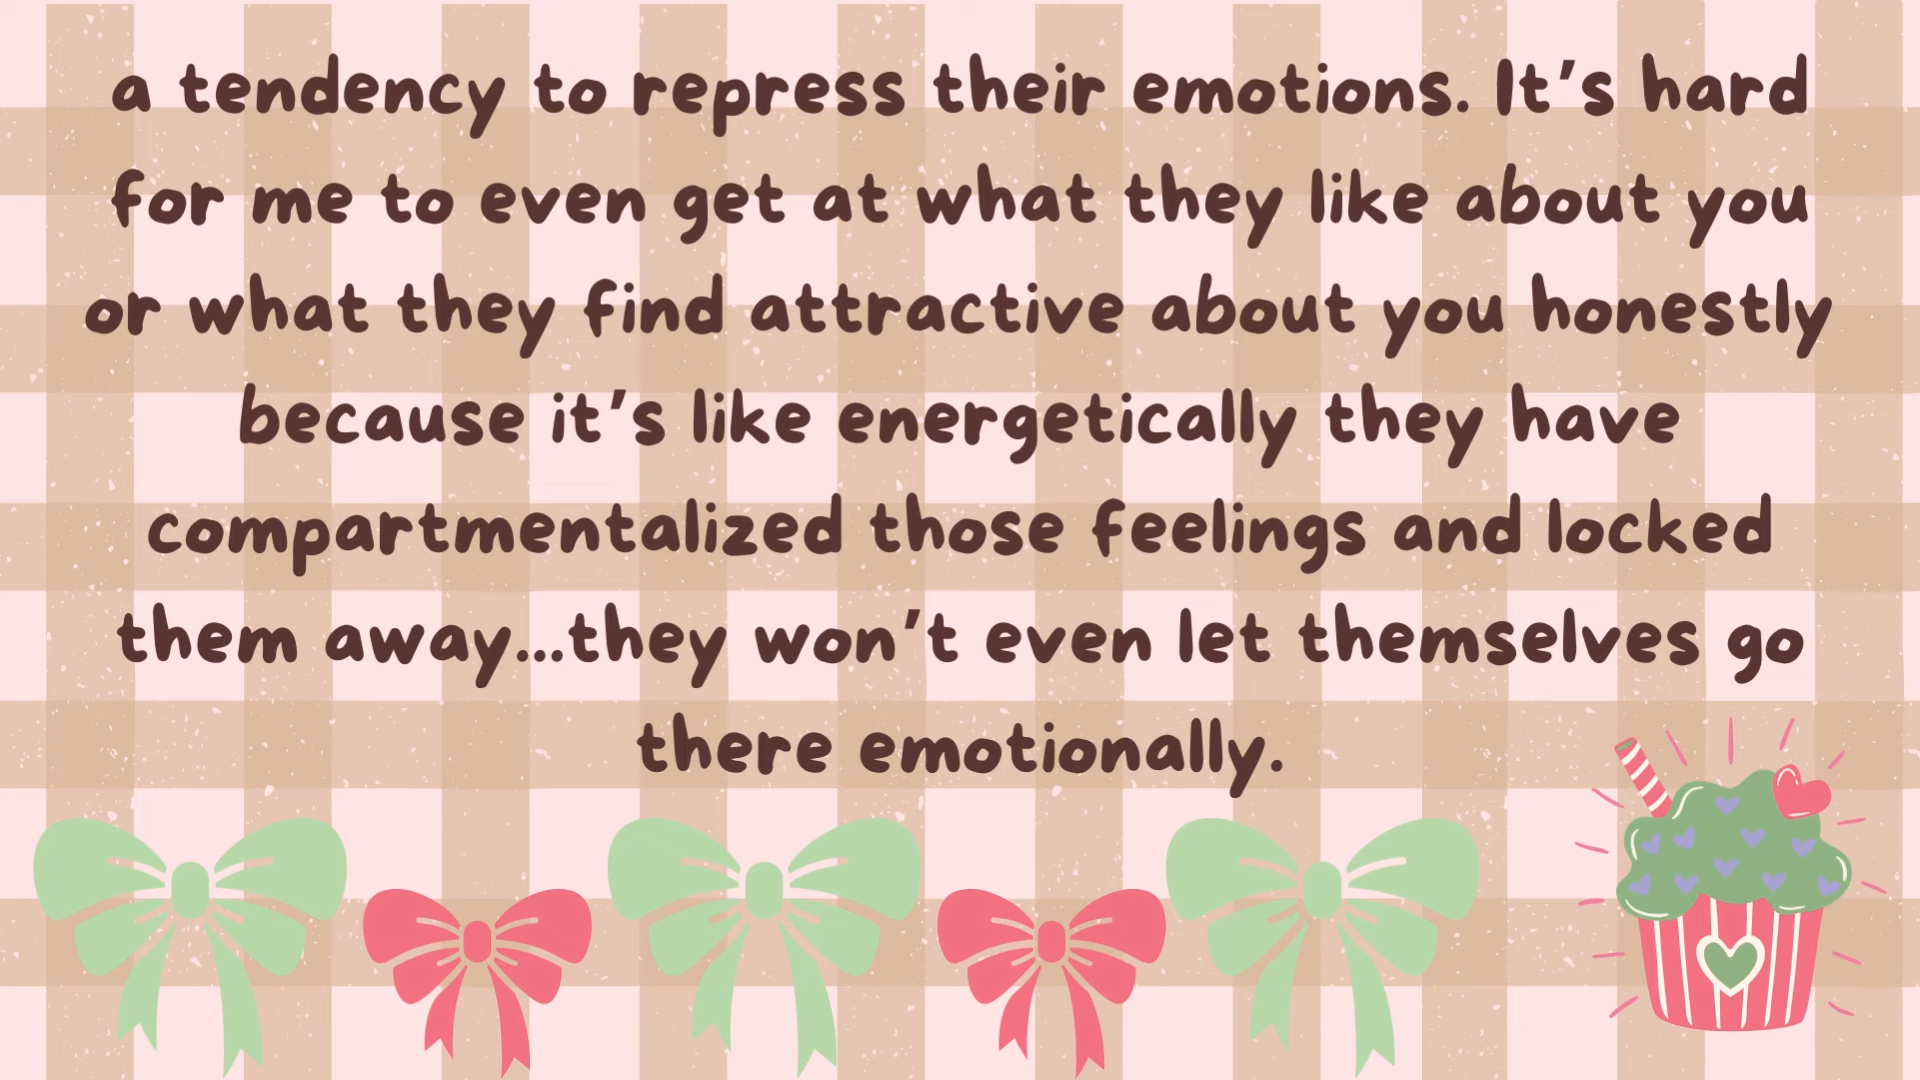 a tendency to repress their emotions. It's hard
for me to even get at what they like about you
or what they find attractive about you honestly
because it's like energetically they have
compartmentalized those feelings and locked
them away...they won't even let themselves go
there emotionally.